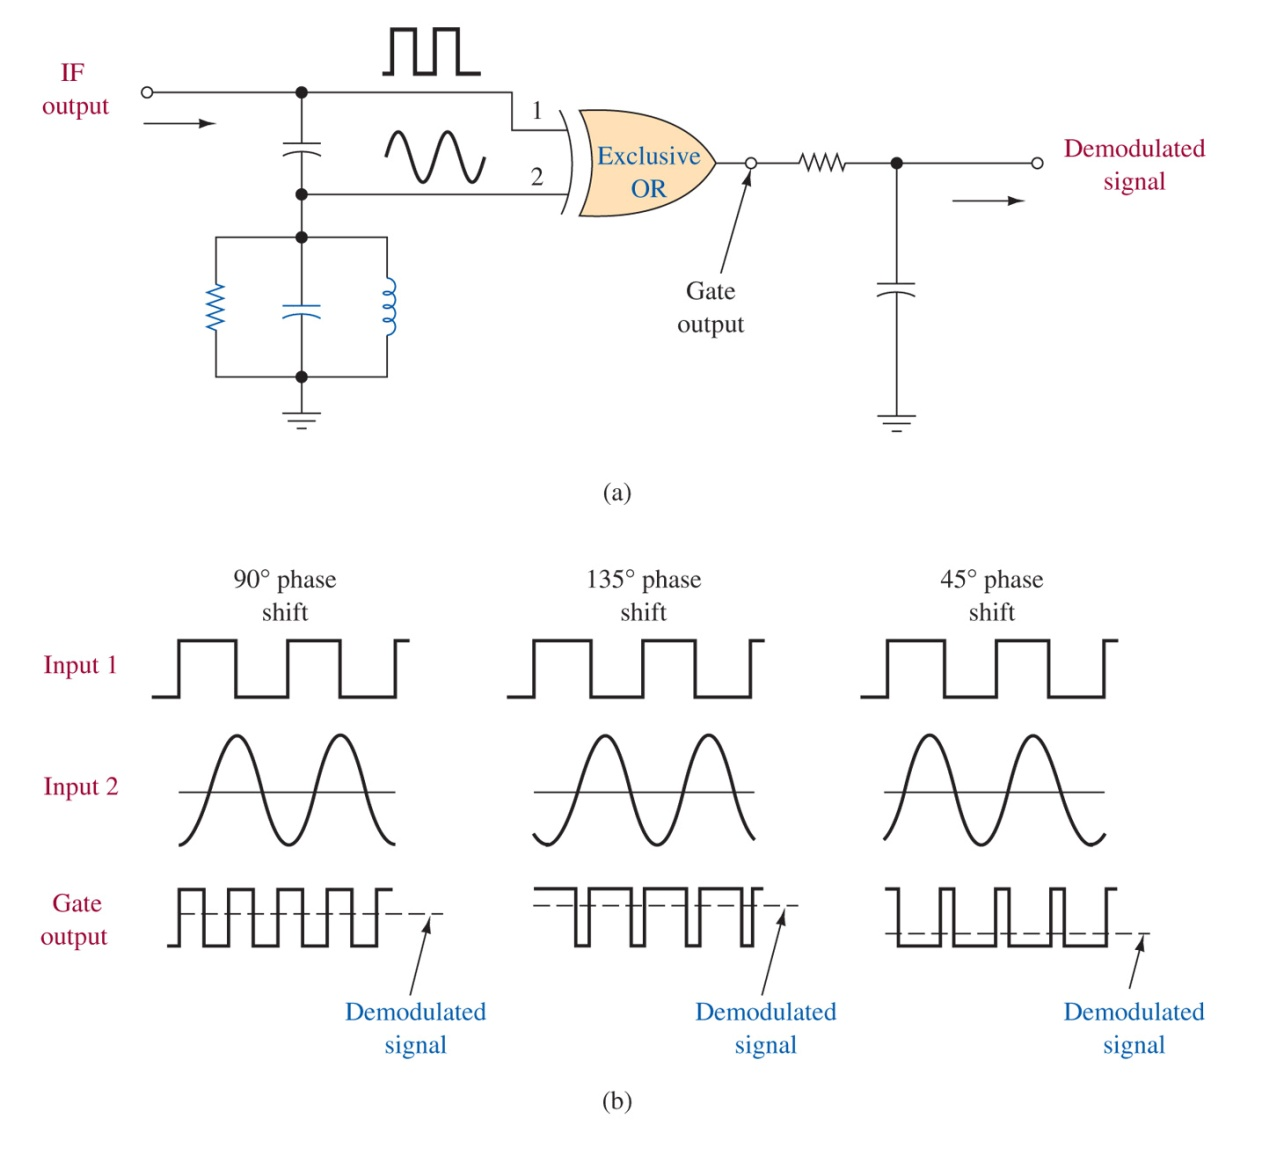 IF
output
1
2
Exclusive
OR
Demodulated
signal
Gate
output
(a)
90° phase
shift
135° phase
shift
45° phase
shift
Input 1
Input 2
Gate
output
Demodulated
signal
Demodulated
signal
Demodulated
signal
(b)